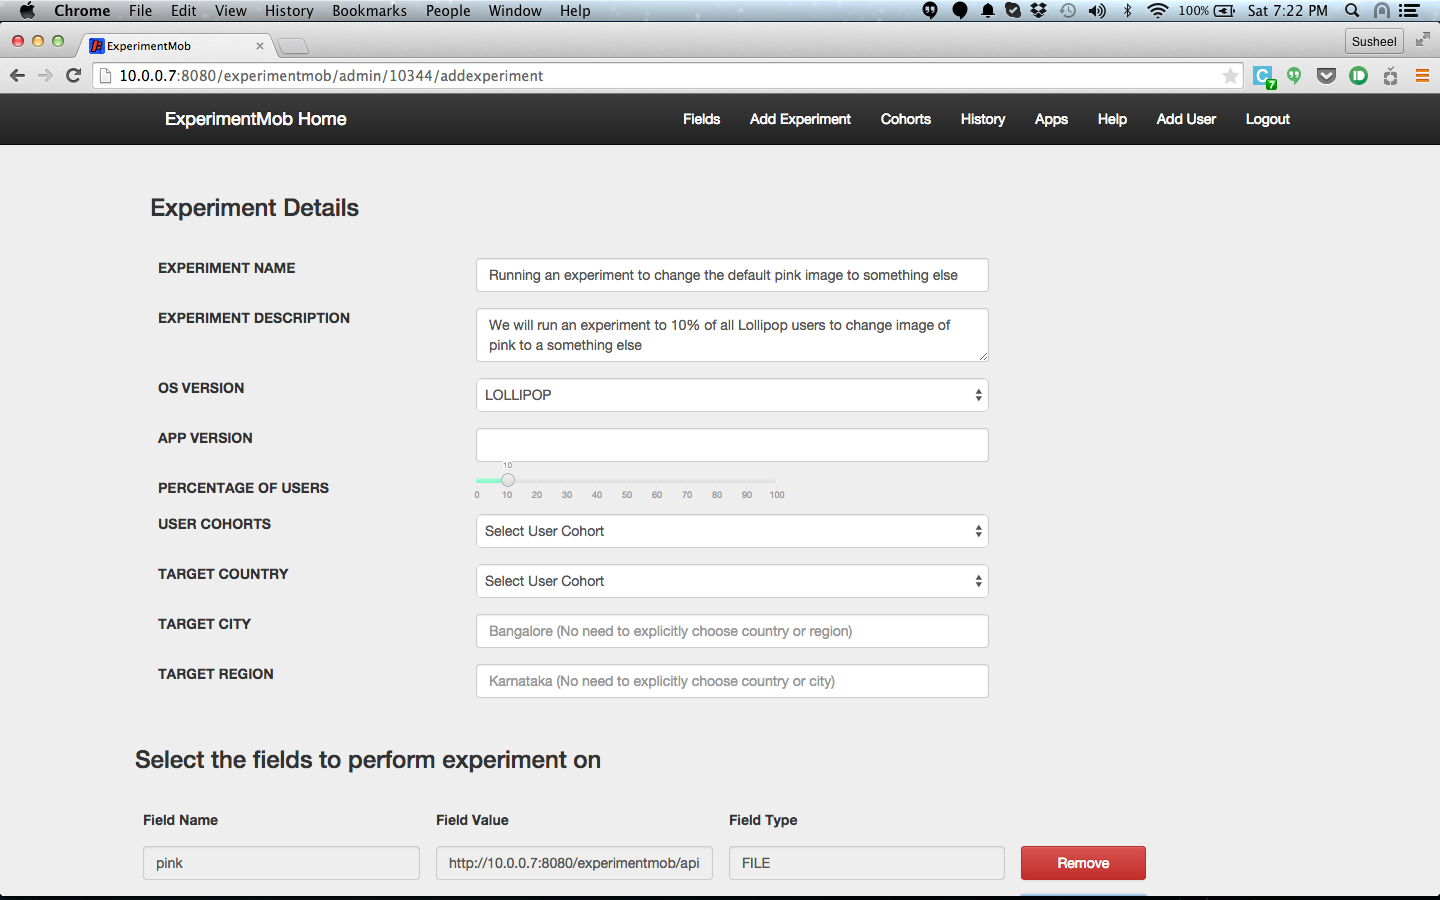 Chrome File Edit View History Bookmarks People Window Help 100% Sat 7:22 PM
ExperimentMob
Susheel
10.0.0.7:8080/experimentmob/admin/10344/addexperiment
C 7
ExperimentMob Home Fields Add Experiment Cohorts History Apps Help Add User Logout
Experiment Details
EXPERIMENT NAME
Running an experiment to change the default pink image to something else
EXPERIMENT DESCRIPTION
We will run an experiment to 10% of all Lollipop users to change image of
pink to a something else
OS VERSION
LOLLIPOP
APP VERSION
10
PERCENTAGE OF USERS
0 10 20 30 40 50 60 70 80 90 100
USER COHORTS
Select User Cohort
TARGET COUNTRY
Select User Cohort
TARGET CITY
Bangalore (No need to explicitly choose country or region)
TARGET REGION
Karnataka (No need to explicitly choose country or city)
Select the fields to perform experiment on
Field Name Field Value Field Type
pink http://10.0.0.7:8080/experimentmob/api FILE Remove